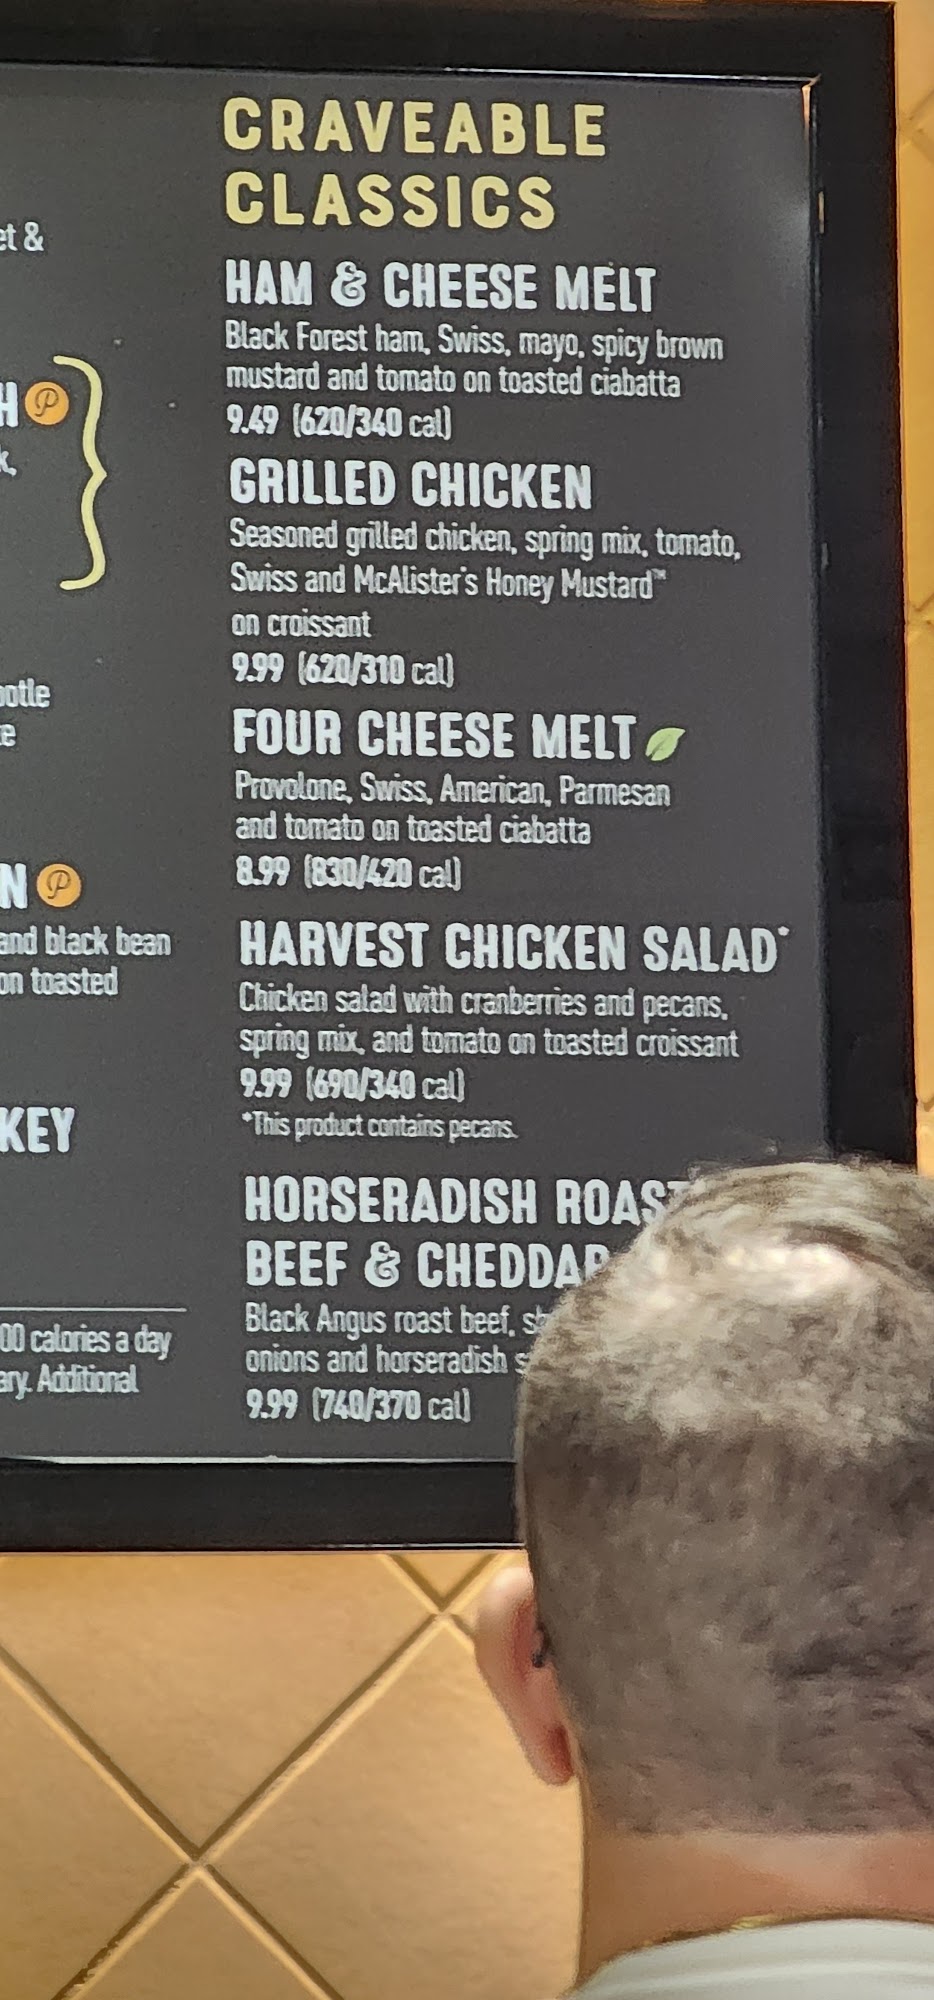 et &
H P
k,
otle
e
N P
and black bean
on toasted
KEY
00 calories a day
ary. Additional
CRAVEABLE
CLASSICS
HAM & CHEESE MELT
Black Forest ham, Swiss, mayo, spicy brown
mustard and tomato on toasted ciabatta
9.49 (620/340 cal)
GRILLED CHICKEN
Seasoned grilled chicken, spring mix, tomato,
Swiss and McAlister's Honey Mustard™
on croissant
9.99 (620/310 cal)
FOUR CHEESE MELT
Provolone, Swiss, American, Parmesan
and tomato on toasted ciabatta
8.99 (830/420 cal)
HARVEST CHICKEN SALAD*
Chicken salad with cranberries and pecans,
spring mix, and tomato on toasted croissant
9.99 (690/340 cal)
*This product contains pecans.
HORSERADISH ROAST
BEEF & CHEDDAR
Black Angus roast beef, sh
onions and horseradish s
9.99 (740/370 cal)